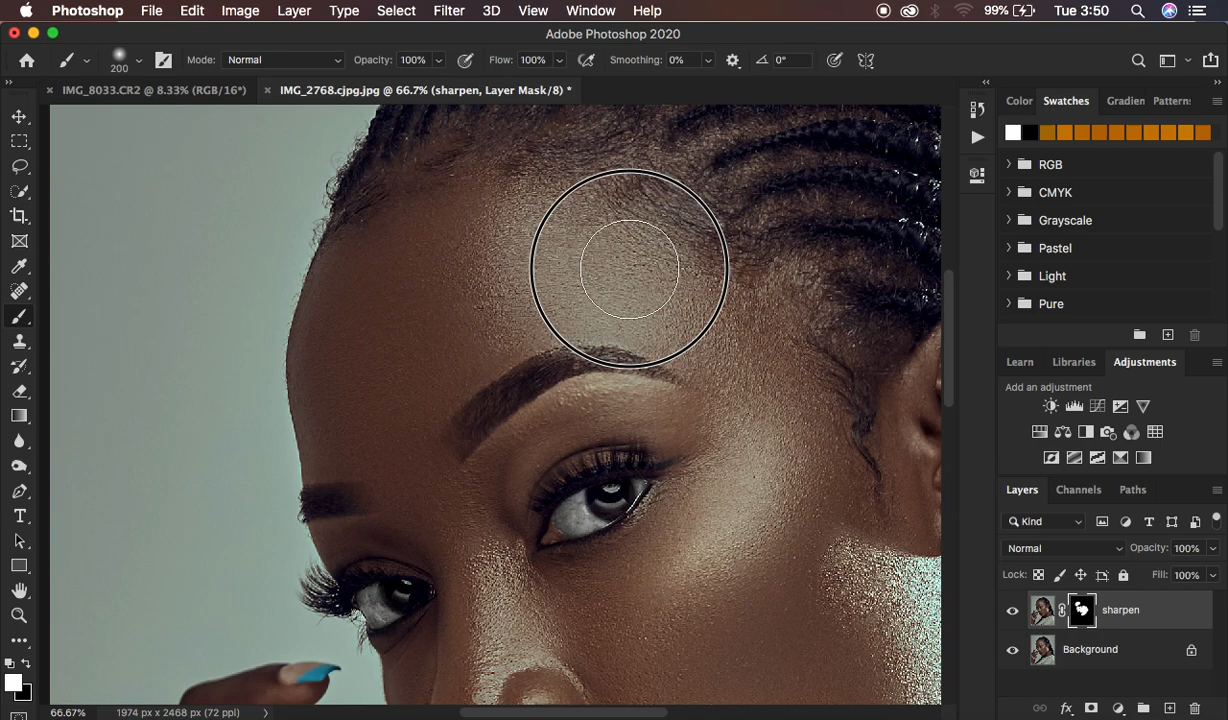 Photoshop File Edit Image Layer Type Select Filter 3D View Window Help 99% Tue 3:50
Adobe Photoshop 2020
200 Mode: Normal Opacity: 100% Flow: 100% Smoothing: 0% 0°
IMG_8033.CR2 @ 8.33% (RGB/16*) IMG_2768.cjpg.jpg @ 66.7% (sharpen, Layer Mask/8) *
Color Swatches Gradien Patterns
RGB
CMYK
Grayscale
Pastel
Light
Pure
Learn Libraries Adjustments
Add an adjustment
Layers Channels Paths
Kind
Normal Opacity: 100%
Lock: Fill: 100%
sharpen
Background
66.67% 1974 px x 2468 px (72 ppi)